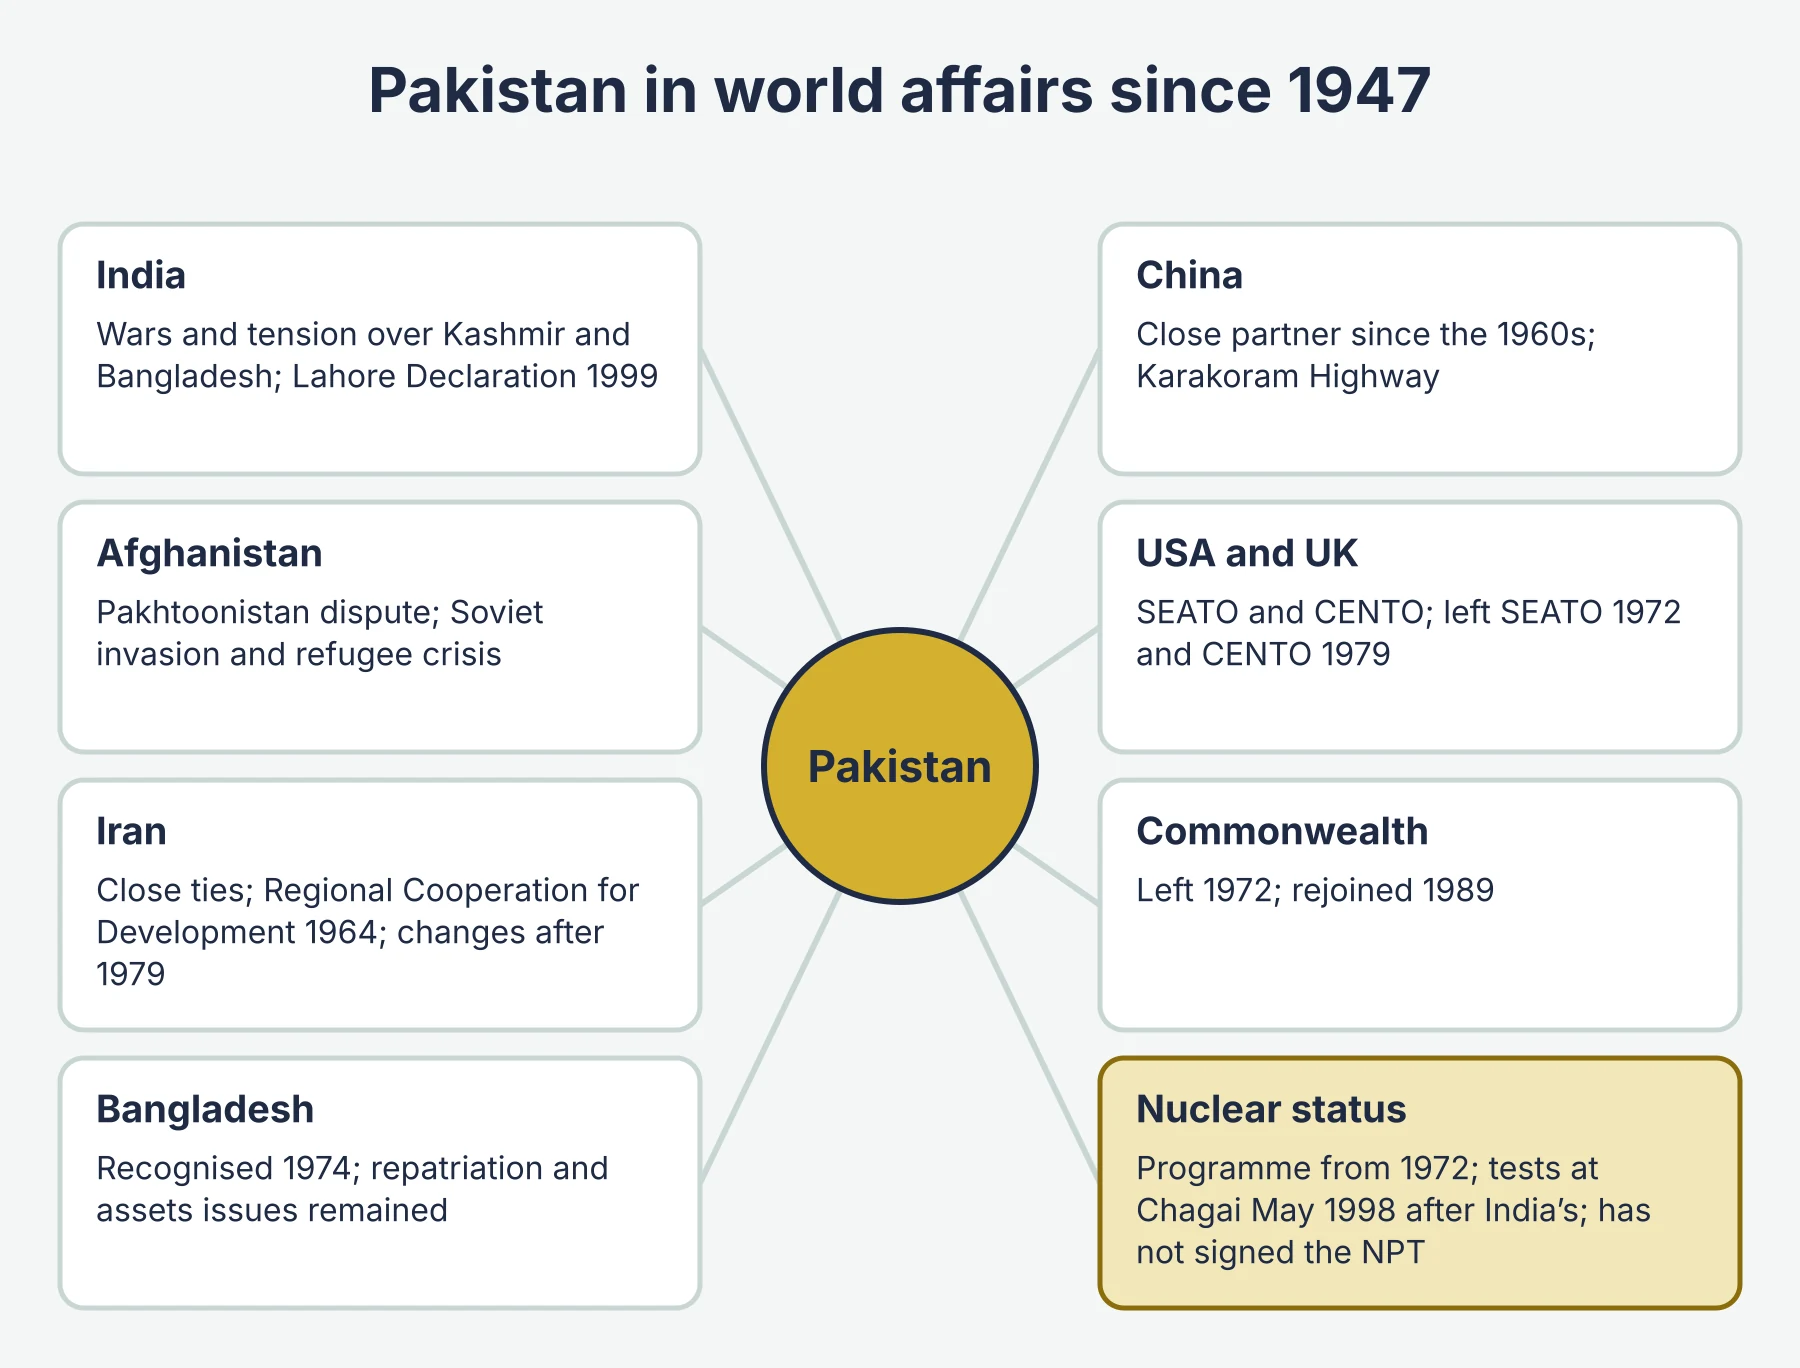 Pakistan in world affairs since 1947
India
Wars and tension over Kashmir and
Bangladesh; Lahore Declaration 1999
Afghanistan
Pakhtoonistan dispute; Soviet
invasion and refugee crisis
Iran
Close ties; Regional Cooperation for
Development 1964; changes after
1979
Bangladesh
Recognised 1974; repatriation and
assets issues remained
Pakistan
China
Close partner since the 1960s;
Karakoram Highway
USA and UK
SEATO and CENTO; left SEATO 1972
and CENTO 1979
Commonwealth
Left 1972; rejoined 1989
Nuclear status
Programme from 1972; tests at
Chagai May 1998 after India’s; has
not signed the NPT